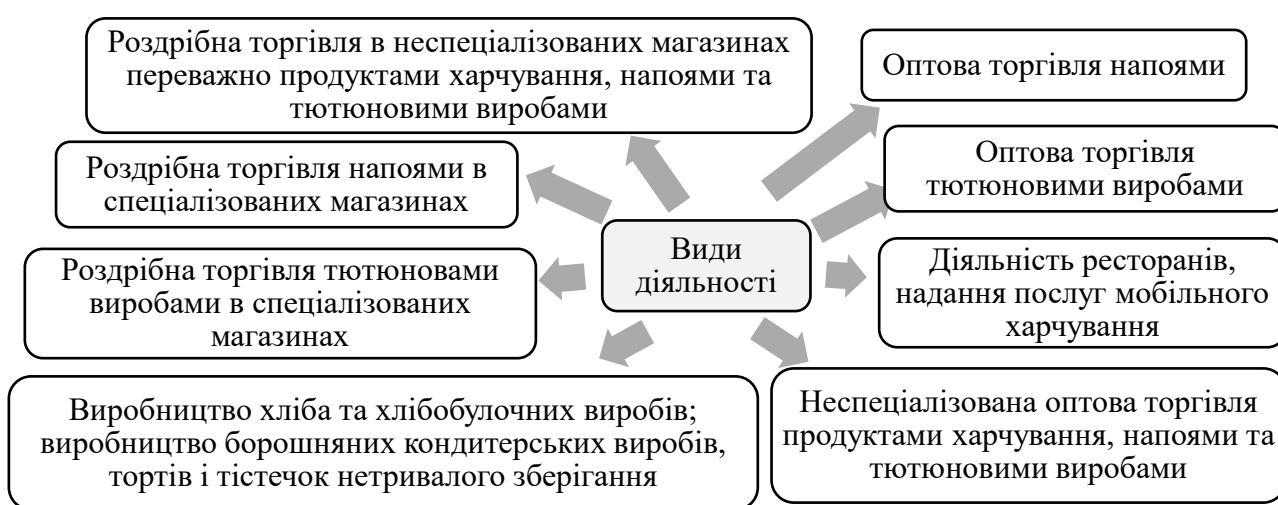 Роздрібна торгівля в неспеціалізованих магазинах
переважно продуктами харчування, напоями та
тютюновими виробами
Оптова торгівля напоями
Роздрібна торгівля напоями в
спеціалізованих магазинах
Оптова торгівля
тютюновими виробами
Види
діяльності
Роздрібна торгівля тютюновами
виробами в спеціалізованих
магазинах
Діяльність ресторанів,
надання послуг мобільного
харчування
Виробництво хліба та хлібобулочних виробів;
виробництво борошняних кондитерських виробів,
тортів і тістечок нетривалого зберігання
Неспеціалізована оптова торгівля
продуктами харчування, напоями та
тютюновими виробами